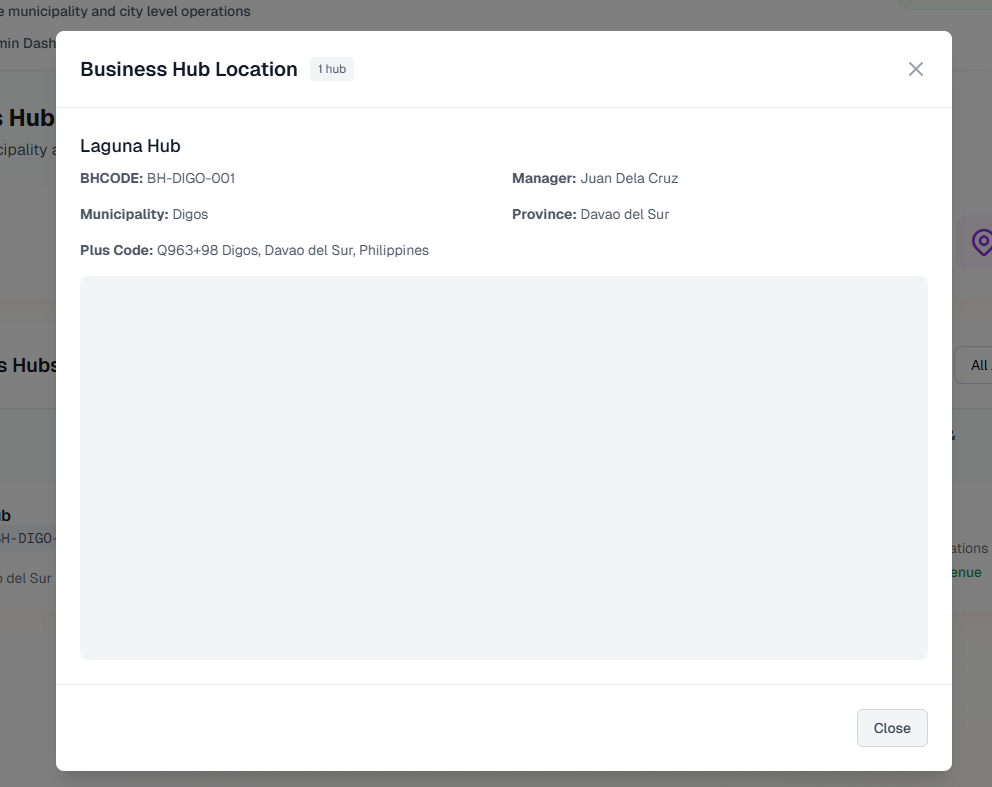 e municipality and city level operations
min Dash
Business Hub Location 1 hub
s Hub
cipality a
Laguna Hub
BHCODE: BH-DIGO-001 Manager: Juan Dela Cruz
Municipality: Digos Province: Davao del Sur
Plus Code: Q963+98 Digos, Davao del Sur, Philippines
s Hubs
All
&
ub
BH-DIGO-
ations
o del Sur
enue
Close